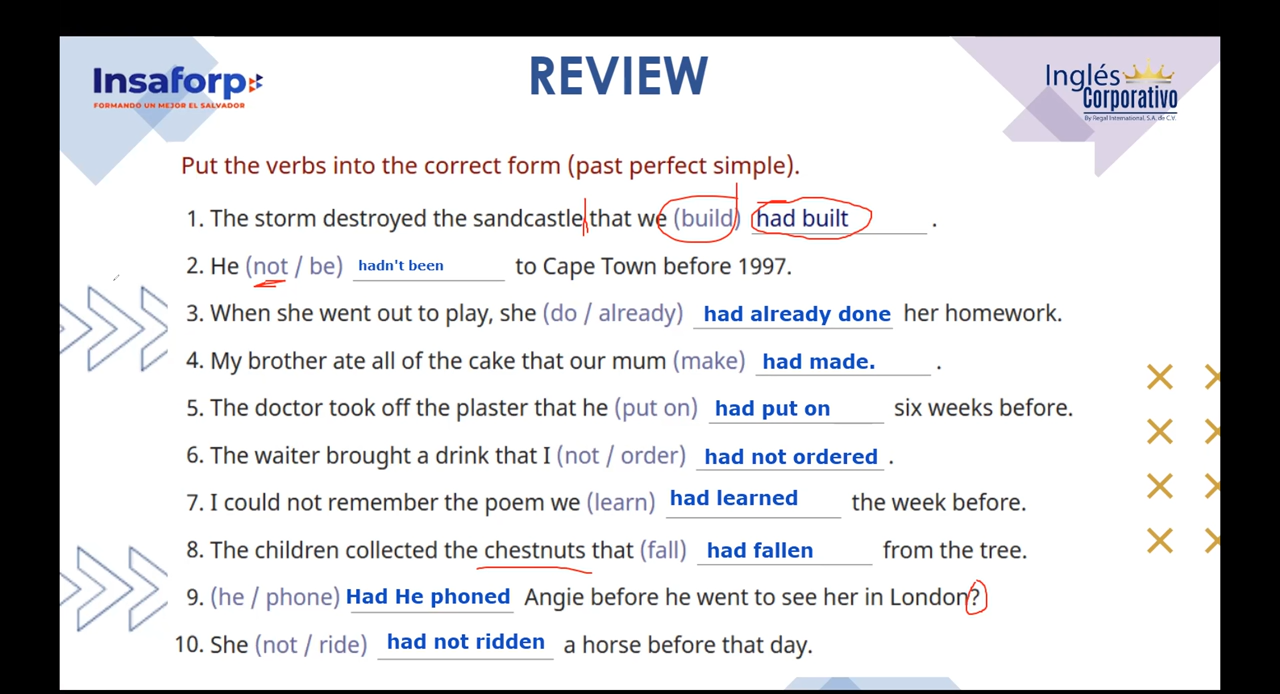 Insaforp
FORMANDO UN MEJOR EL SALVADOR
REVIEW
Inglés
Corporativo
By Regal International, S.A. de C.V.
Put the verbs into the correct form (past perfect simple).
1. The storm destroyed the sandcastle that we (build) had built .
2. He (not / be) hadn't been to Cape Town before 1997.
3. When she went out to play, she (do / already) had already done her homework.
4. My brother ate all of the cake that our mum (make) had made. .
5. The doctor took off the plaster that he (put on) had put on six weeks before.
6. The waiter brought a drink that I (not / order) had not ordered .
7. I could not remember the poem we (learn) had learned the week before.
8. The children collected the chestnuts that (fall) had fallen from the tree.
9. (he / phone) Had He phoned Angie before he went to see her in London?
10. She (not / ride) had not ridden a horse before that day.